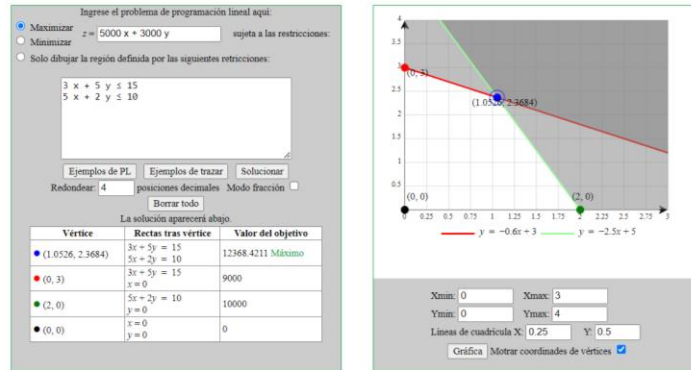 Ingrese el problema de programación lineal aquí:
Maximizar
Minimizar
z = 5000 x + 3000 y sujeta a las restricciones:
Solo dibujar la región definida por las siguientes retricciones:
3 x + 5 y ≤ 15
5 x + 2 y ≤ 10
Ejemplos de PL Ejemplos de trazar Solucionar
Redondear: 4 posiciones decimales Modo fracción
Borrar todo
La solución aparecerá abajo.
Vértice Rectas tras vértice Valor del objetivo
(1.0526, 2.3684) 3x + 5y = 15 12368.4211 Máximo
5x + 2y = 10
(0, 3) 3x + 5y = 15 9000
x = 0
(2, 0) 5x + 2y = 10 10000
y = 0
(0, 0) x = 0 0
y = 0
4
3.5
3
(0, 3)
2.5
(1.0526, 2.3684)
2
1.5
1
0.5
(0, 0) (2, 0)
0 0.25 0.5 0.75 1 1.25 1.5 1.75 2 2.25 2.5 2.75 3
y = −0.6x + 3 y = −2.5x + 5
Xmin: 0 Xmax: 3
Ymin: 0 Ymax: 4
Líneas de cuadrícula X: 0.25 Y: 0.5
Gráfica Motrar coordinades de vértices